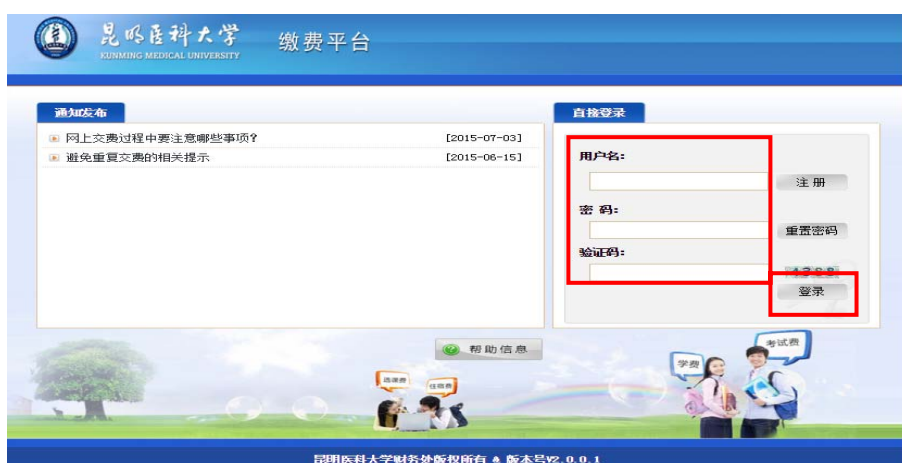 昆明医科大学 缴费平台
KUNMING MEDICAL UNIVERSITY
通知发布
网上交费过程中要注意哪些事项? [2015-07-03]
避免重复交费的相关提示 [2015-06-15]
直接登录
用户名:
注 册
密 码:
重置密码
验证码:
登录
帮助信息
选课费
住宿费
学费
考试费
昆明医科大学财务处版权所有 & 版本号V2.0.0.1